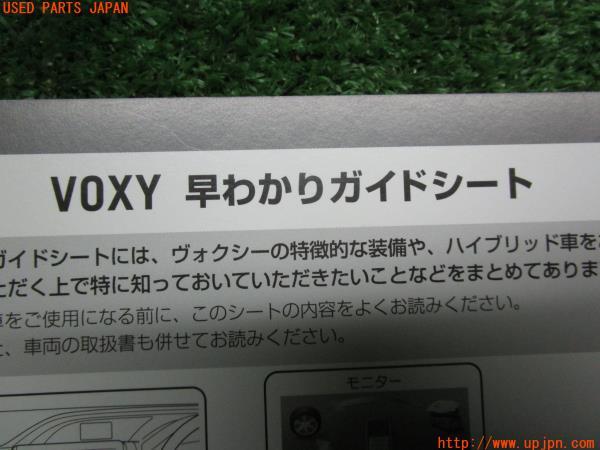 USED PARTS JAPAN
VOXY 早わかりガイドシート
ガイドシートには、ヴォクシーの特徴的な装備や、ハイブリッド車を
ただく上で特に知っておいていただきたいことなどをまとめてありま
をご使用になる前に、このシートの内容をよくお読みください。
、車両の取扱書も併せてお読みください。
モニター
http://www.upjpn.com/